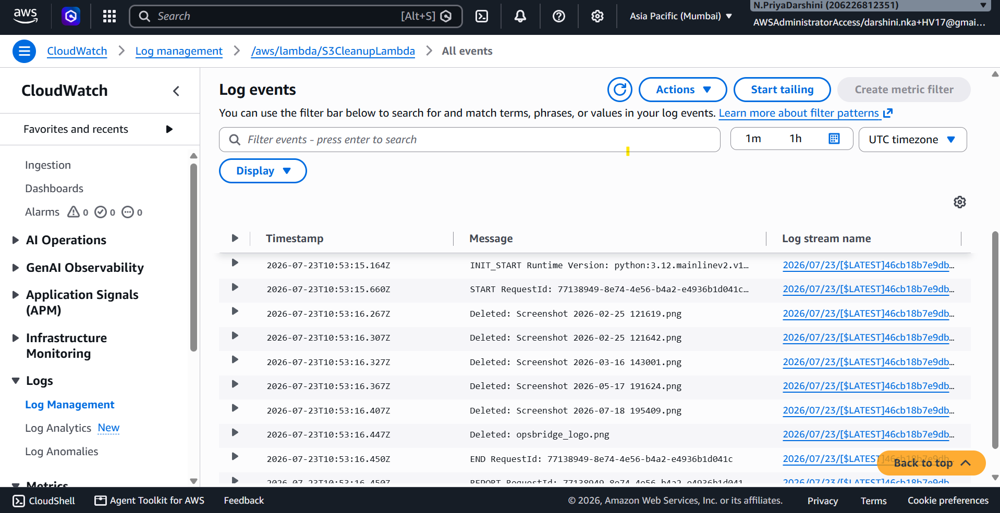 aws
Search [Alt+S]
Asia Pacific (Mumbai)
N.PriyaDarshini (206226812351)
AWSAdministratorAccess/darshini.nka+HV17@gmai...
CloudWatch > Log management > /aws/lambda/S3CleanupLambda > All events
CloudWatch
Favorites and recents
Ingestion
Dashboards
Alarms 0 0 0
AI Operations
GenAI Observability
Application Signals
(APM)
Infrastructure
Monitoring
Logs
Log Management
Log Analytics New
Log Anomalies
Metrics
Log events
Actions
Start tailing
Create metric filter
You can use the filter bar below to search for and match terms, phrases, or values in your log events. Learn more about filter patterns
Filter events - press enter to search
1m 1h
UTC timezone
Display
Timestamp Message Log stream name
2026-07-23T10:53:15.164Z INIT_START Runtime Version: python:3.12.mainlinev2.v1… 2026/07/23/[$LATEST]46cb18b7e9db…
2026-07-23T10:53:15.660Z START RequestId: 77138949-8e74-4e56-b4a2-e4936b1d041c… 2026/07/23/[$LATEST]46cb18b7e9db…
2026-07-23T10:53:16.267Z Deleted: Screenshot 2026-02-25 121619.png 2026/07/23/[$LATEST]46cb18b7e9db…
2026-07-23T10:53:16.307Z Deleted: Screenshot 2026-02-25 121642.png 2026/07/23/[$LATEST]46cb18b7e9db…
2026-07-23T10:53:16.327Z Deleted: Screenshot 2026-03-16 143001.png 2026/07/23/[$LATEST]46cb18b7e9db…
2026-07-23T10:53:16.367Z Deleted: Screenshot 2026-05-17 191624.png 2026/07/23/[$LATEST]46cb18b7e9db…
2026-07-23T10:53:16.407Z Deleted: Screenshot 2026-07-18 195409.png 2026/07/23/[$LATEST]46cb18b7e9db…
2026-07-23T10:53:16.447Z Deleted: opsbridge_logo.png 2026/07/23/[$LATEST]46cb18b7e9db…
2026-07-23T10:53:16.450Z END RequestId: 77138949-8e74-4e56-b4a2-e4936b1d041c 2026/07/23/[$LATEST]46cb18b7e9db…
2026-07-23T10:53:16.450Z REPORT RequestId: 77138949-8e74-4e56-b4a2-e4936b1d041 2026/07/23/[$LATEST]46cb18b7e9db…
Back to top
CloudShell
Agent Toolkit for AWS
Feedback
© 2026, Amazon Web Services, Inc. or its affiliates.
Privacy
Terms
Cookie preferences